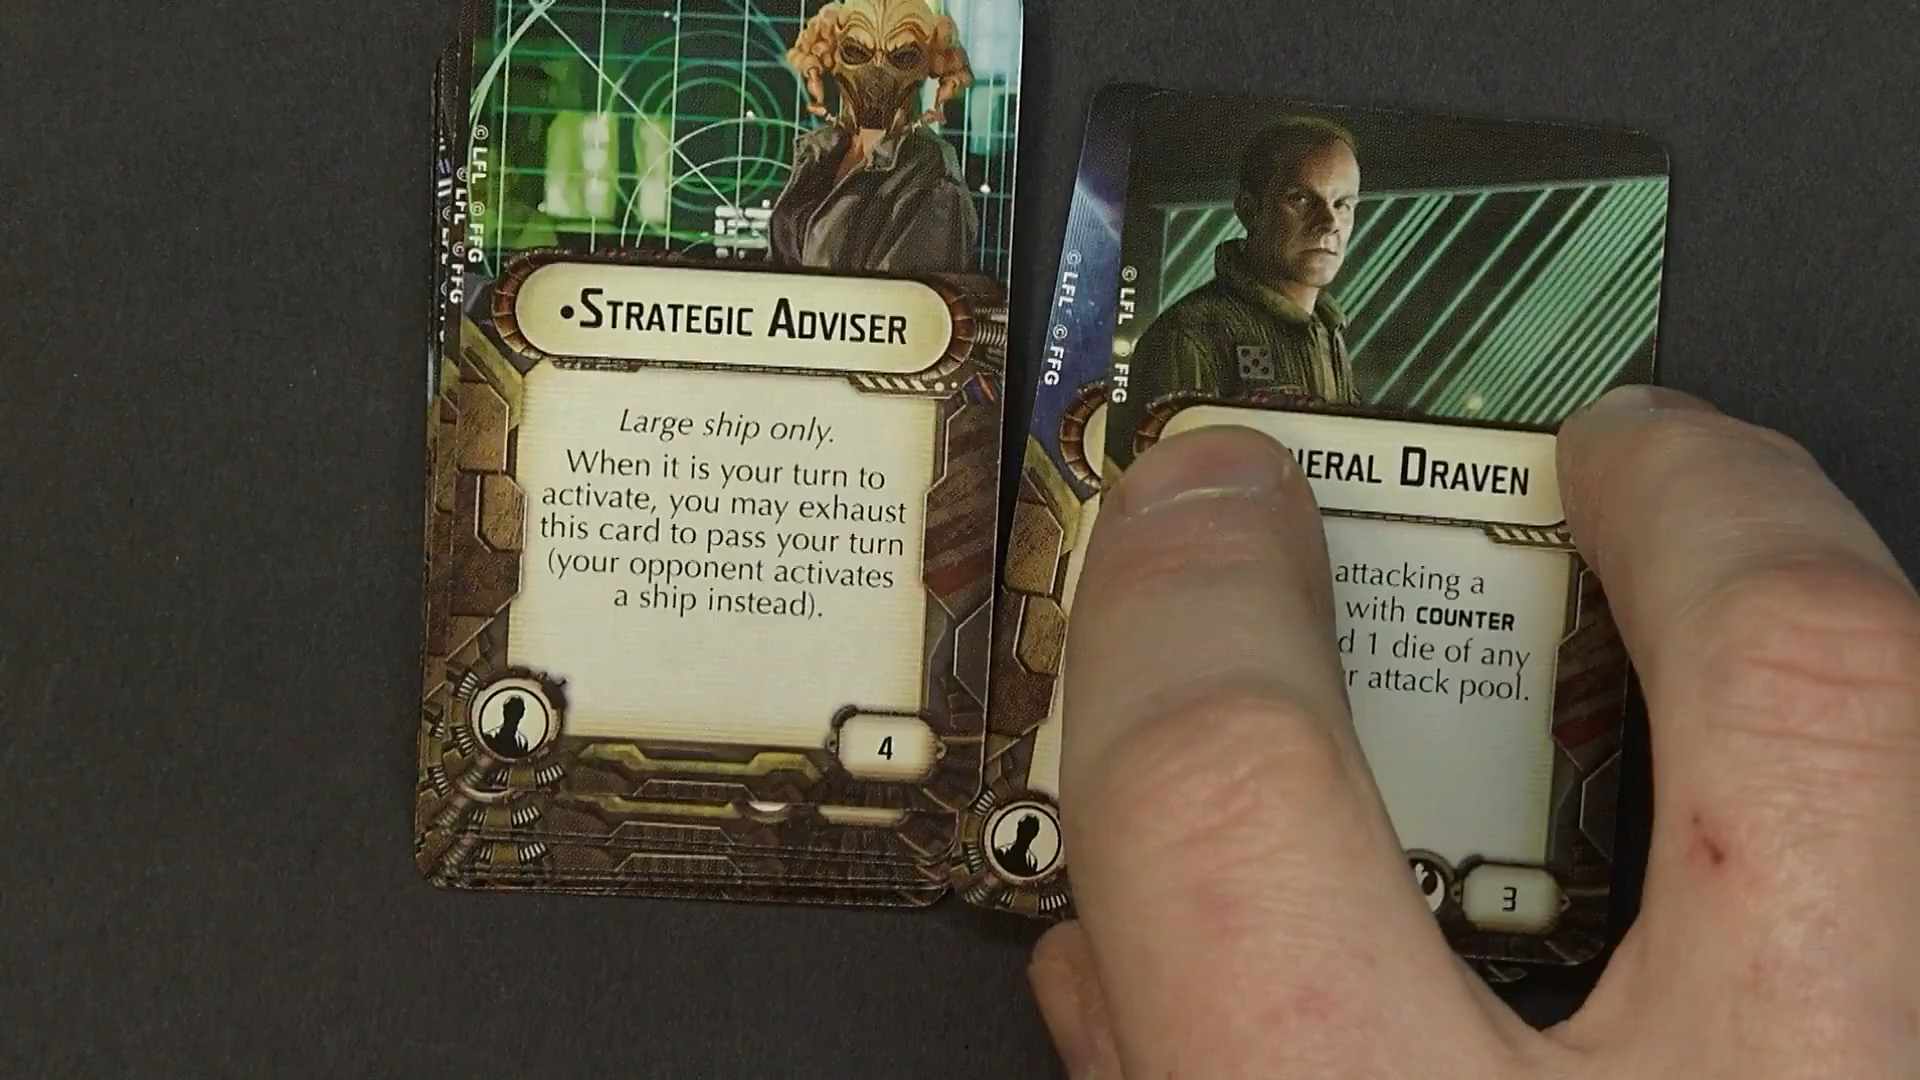 © LFL © FFG
© LFL © FFG
•STRATEGIC ADVISER
Large ship only.
When it is your turn to
activate, you may exhaust
this card to pass your turn
(your opponent activates
a ship instead).
4
© LFL © FFG
© LFL © FFG
NERAL DRAVEN
attacking a
with COUNTER
1 die of any
attack pool.
3